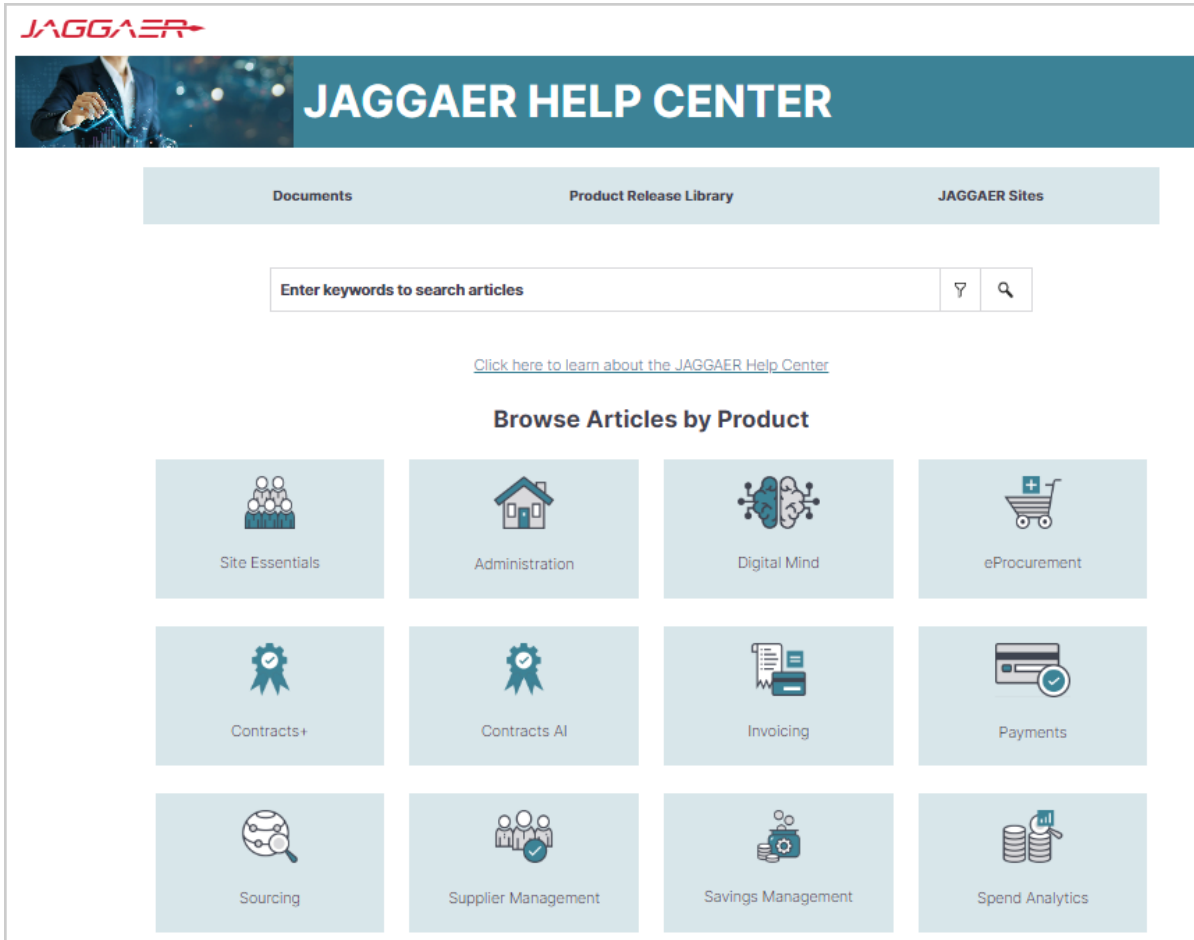 JAGGAER
JAGGAER HELP CENTER
Documents Product Release Library JAGGAER Sites
Enter keywords to search articles
Click here to learn about the JAGGAER Help Center
Browse Articles by Product
Site Essentials Administration Digital Mind eProcurement
Contracts+ Contracts AI Invoicing Payments
Sourcing Supplier Management Savings Management Spend Analytics